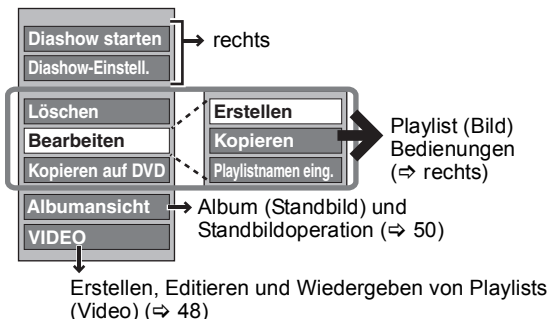 Diashow starten
Diashow-Einstell.
rechts
Löschen
Bearbeiten
Kopieren auf DVD
Erstellen
Kopieren
Playlistnamen eing.
Playlist (Bild)
Bedienungen
(⇨ rechts)
Albumansicht
VIDEO
Album (Standbild) und
Standbildoperation (⇨ 50)
Erstellen, Editieren und Wiedergeben von Playlists
(Video) (⇨ 48)